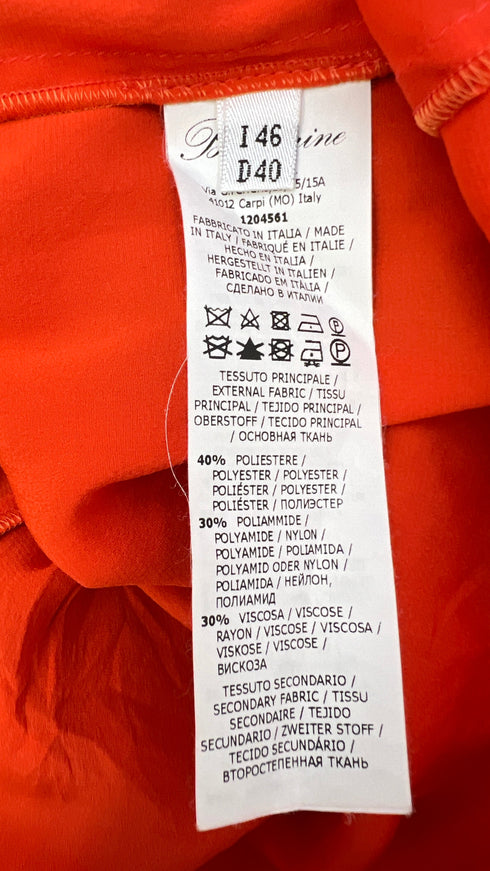 I 46
D 40
5/15A
41012 Carpi (MO) Italy
1204561
FABBRICATO IN ITALIA / MADE
IN ITALY / FABRIQUÉ EN ITALIE /
HECHO EN ITALIA /
HERGESTELLT IN ITALIEN /
FABRICADO EM ITÁLIA /
СДЕЛАНО В ИТАЛИИ
TESSUTO PRINCIPALE /
EXTERNAL FABRIC / TISSU
PRINCIPAL / TEJIDO PRINCIPAL /
OBERSTOFF / TECIDO PRINCIPAL
/ ОСНОВНАЯ ТКАНЬ
40% POLIESTERE /
POLYESTER / POLYESTER /
POLIÉSTER / POLYESTER /
POLIÉSTER / ПОЛИЭСТЕР
30% POLIAMMIDE /
POLYAMIDE / NYLON /
POLYAMIDE / POLIAMIDA /
POLYAMID ODER NYLON /
POLIAMIDA / НЕЙЛОН,
ПОЛИАМИД
30% VISCOSA / VISCOSE /
RAYON / VISCOSE / VISCOSA /
VISKOSE / VISCOSE /
ВИСКОЗА
TESSUTO SECONDARIO /
SECONDARY FABRIC / TISSU
SECONDAIRE / TEJIDO
SECUNDARIO / ZWEITER STOFF /
TECIDO SECUNDÁRIO /
ВТОРОСТЕПЕННАЯ ТКАНЬ